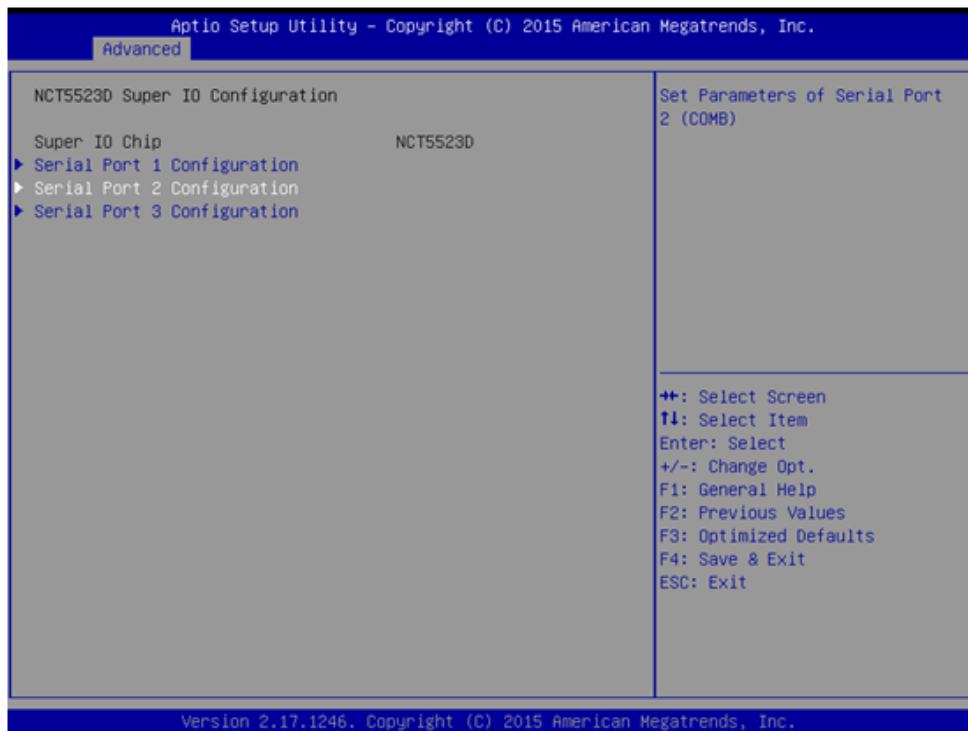 Aptio Setup Utility – Copyright (C) 2015 American Megatrends, Inc.
Advanced
NCT5523D Super IO Configuration
Super IO Chip NCT5523D
Serial Port 1 Configuration
Serial Port 2 Configuration
Serial Port 3 Configuration
Set Parameters of Serial Port
2 (COMB)
→←: Select Screen
↑↓: Select Item
Enter: Select
+/-: Change Opt.
F1: General Help
F2: Previous Values
F3: Optimized Defaults
F4: Save & Exit
ESC: Exit
Version 2.17.1246. Copyright (C) 2015 American Megatrends, Inc.